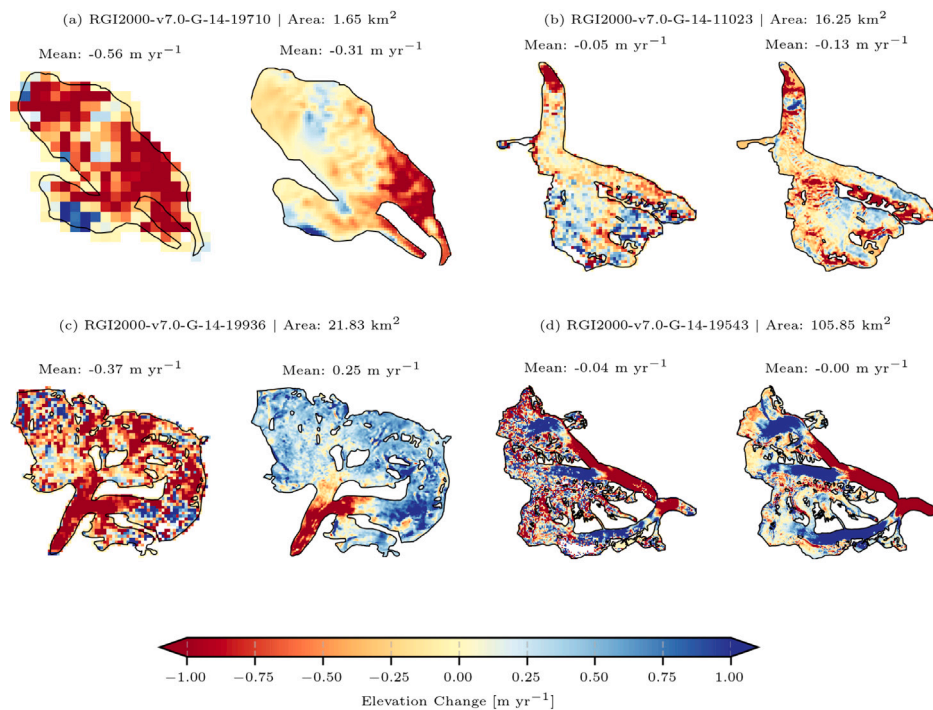 (a) RGI2000-v7.0-G-14-19710 | Area: 1.65 km²
Mean: -0.56 m yr⁻¹
Mean: -0.31 m yr⁻¹
(b) RGI2000-v7.0-G-14-11023 | Area: 16.25 km²
Mean: -0.05 m yr⁻¹
Mean: -0.13 m yr⁻¹
(c) RGI2000-v7.0-G-14-19936 | Area: 21.83 km²
Mean: -0.37 m yr⁻¹
Mean: 0.25 m yr⁻¹
(d) RGI2000-v7.0-G-14-19543 | Area: 105.85 km²
Mean: -0.04 m yr⁻¹
Mean: -0.00 m yr⁻¹
−1.00 −0.75 −0.50 −0.25 0.00 0.25 0.50 0.75 1.00
Elevation Change [m yr⁻¹]